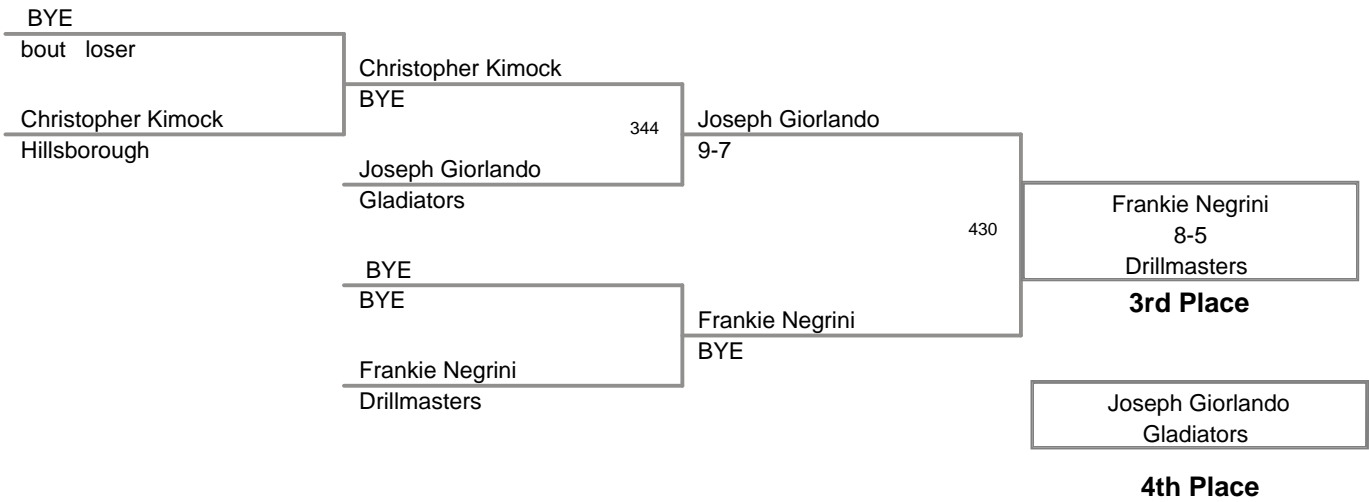 BYE
bout loser
Christopher Kimock
Hillsborough
Christopher Kimock
BYE
344
Joseph Giorlando
Gladiators
BYE
BYE
Frankie Negrini
Drillmasters
Joseph Giorlando
9-7
430
Frankie Negrini
BYE
Frankie Negrini
8-5
Drillmasters
3rd Place
Joseph Giorlando
Gladiators
4th Place